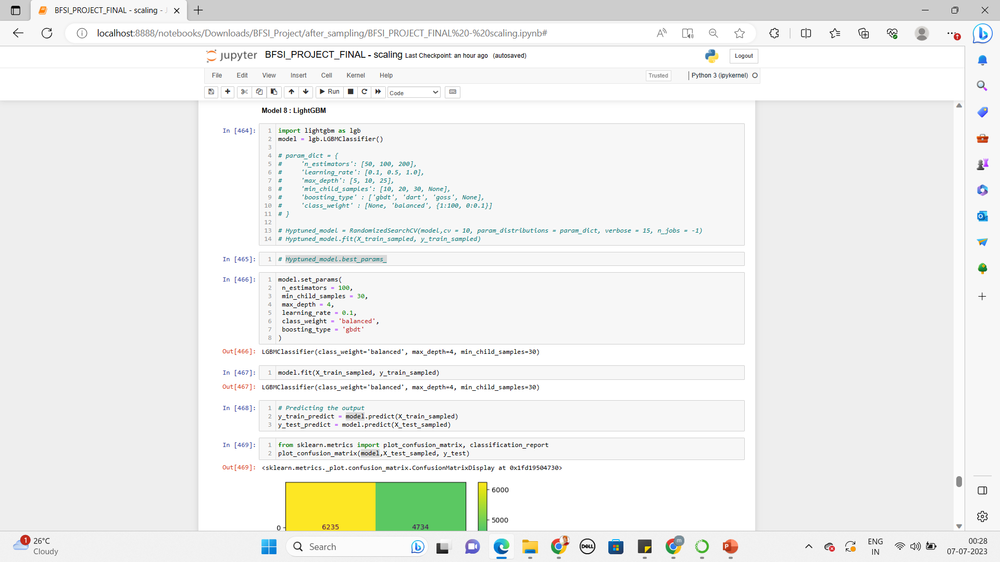 BFSI_PROJECT_FINAL - scaling - J
localhost:8888/notebooks/Downloads/BFSI_Project/after_sampling/BFSI_PROJECT_FINAL%20-%20scaling.ipynb#
jupyter BFSI_PROJECT_FINAL - scaling Last Checkpoint: an hour ago (autosaved)
Logout
File Edit View Insert Cell Kernel Help
Trusted
Python 3 (ipykernel)
Run
Code
Model 8 : LightGBM
In [464]:
1 import lightgbm as lgb
2 model = lgb.LGBMClassifier()
3
4 # param_dict = {
5 #     'n_estimators': [50, 100, 200],
6 #     'learning_rate': [0.1, 0.5, 1.0],
7 #     'max_depth': [5, 10, 25],
8 #     'min_child_samples': [10, 20, 30, None],
9 #     'boosting_type' : ['gbdt', 'dart', 'goss', None],
10 #     'class_weight' : [None, 'balanced', {1:100, 0:0.1}]
11 # }
12
13 # Hyptuned_model = RandomizedSearchCV(model,cv = 10, param_distributions = param_dict, verbose = 15, n_jobs = -1)
14 # Hyptuned_model.fit(X_train_sampled, y_train_sampled)
In [465]:
1 # Hyptuned_model.best_params_
In [466]:
1 model.set_params(
2  n_estimators = 100,
3  min_child_samples = 30,
4  max_depth = 4,
5  learning_rate = 0.1,
6  class_weight = 'balanced',
7  boosting_type = 'gbdt'
8 )
Out[466]: LGBMClassifier(class_weight='balanced', max_depth=4, min_child_samples=30)
In [467]:
1 model.fit(X_train_sampled, y_train_sampled)
Out[467]: LGBMClassifier(class_weight='balanced', max_depth=4, min_child_samples=30)
In [468]:
1 # Predicting the output
2 y_train_predict = model.predict(X_train_sampled)
3 y_test_predict = model.predict(X_test_sampled)
In [469]:
1 from sklearn.metrics import plot_confusion_matrix, classification_report
2 plot_confusion_matrix(model,X_test_sampled, y_test)
Out[469]: <sklearn.metrics._plot.confusion_matrix.ConfusionMatrixDisplay at 0x1fd19504730>
6000
5000
0
6235
4734
1
26°C
Cloudy
Search
DELL
m
P
ENG
IN
00:28
07-07-2023